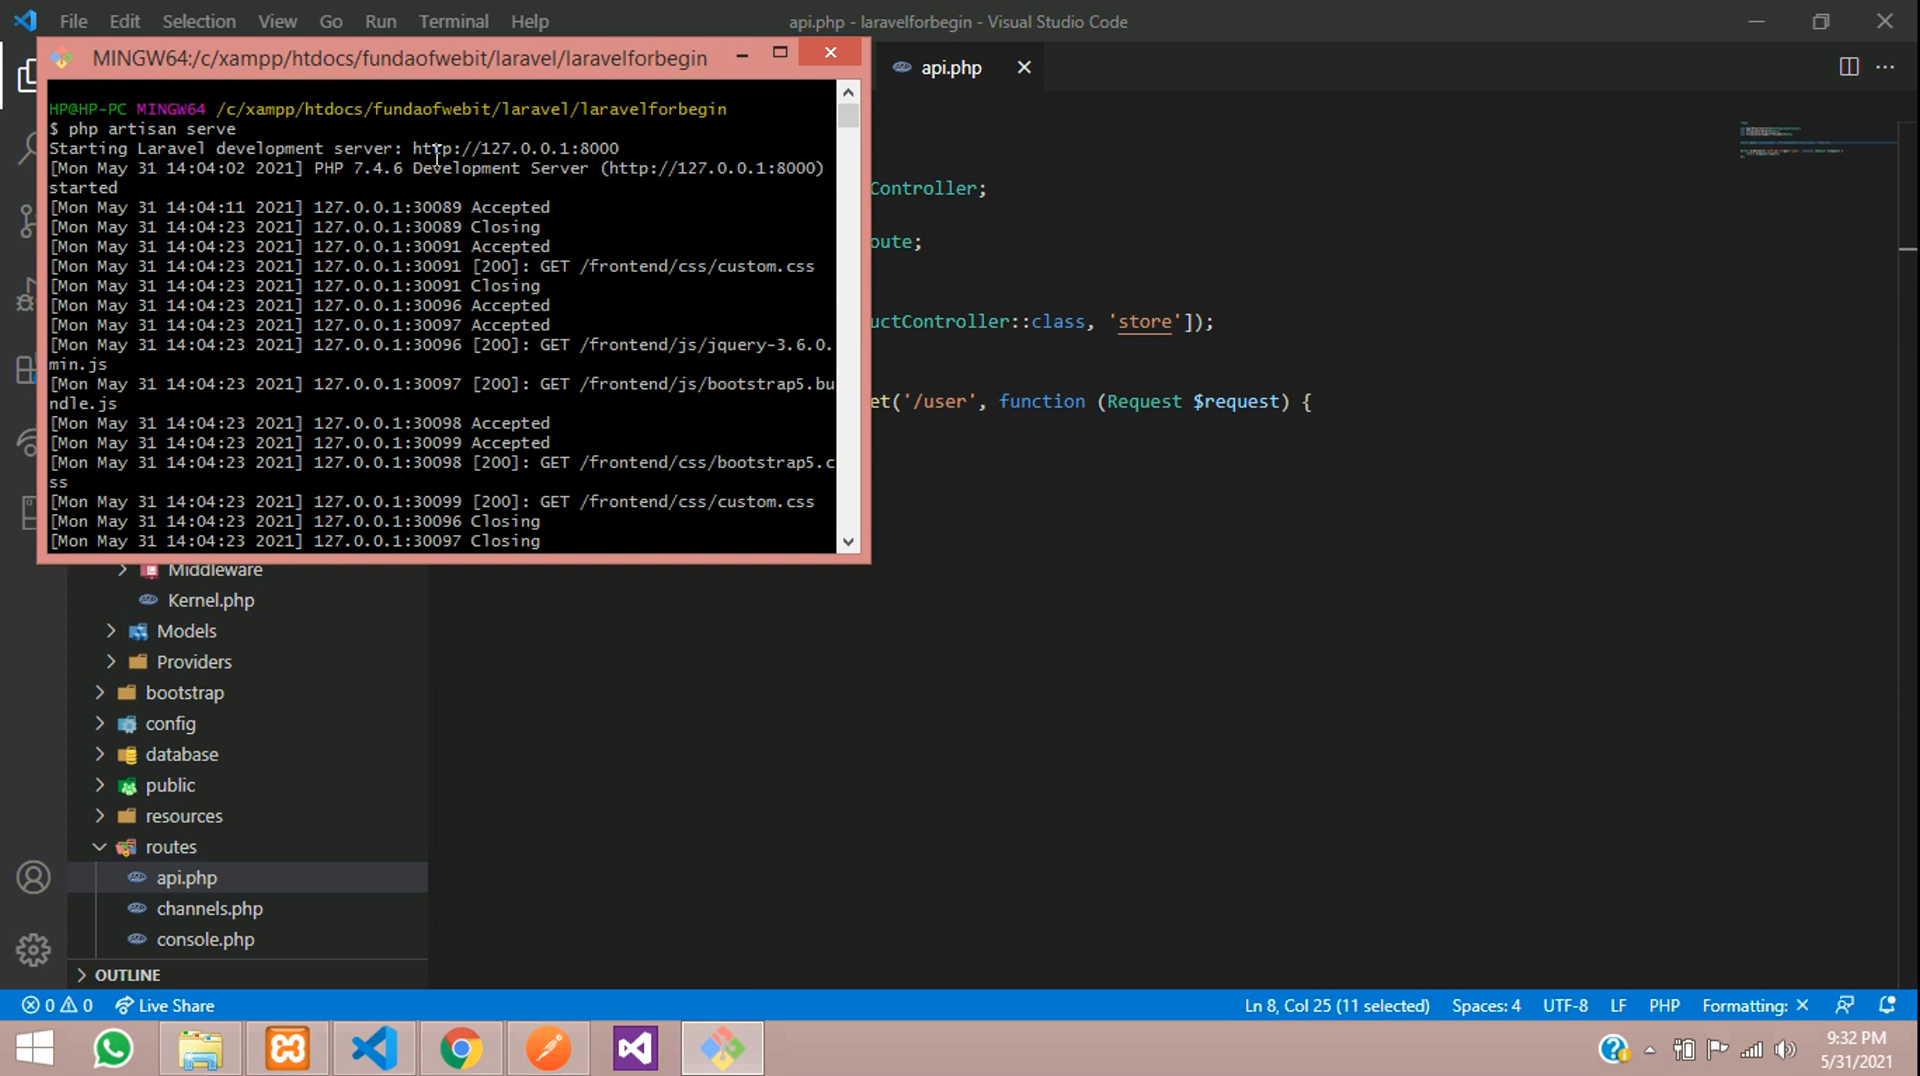 File Edit Selection View Go Run Terminal Help
api.php - laravelforbegin - Visual Studio Code
MINGW64:/c/xampp/htdocs/fundaofwebit/laravel/laravelforbegin
api.php
HP@HP-PC MINGW64 /c/xampp/htdocs/fundaofwebit/laravel/laravelforbegin
$ php artisan serve
Starting Laravel development server: http://127.0.0.1:8000
[Mon May 31 14:04:02 2021] PHP 7.4.6 Development Server (http://127.0.0.1:8000)
started
[Mon May 31 14:04:11 2021] 127.0.0.1:30089 Accepted
[Mon May 31 14:04:23 2021] 127.0.0.1:30089 Closing
[Mon May 31 14:04:23 2021] 127.0.0.1:30091 Accepted
[Mon May 31 14:04:23 2021] 127.0.0.1:30091 [200]: GET /frontend/css/custom.css
[Mon May 31 14:04:23 2021] 127.0.0.1:30091 Closing
[Mon May 31 14:04:23 2021] 127.0.0.1:30096 Accepted
[Mon May 31 14:04:23 2021] 127.0.0.1:30097 Accepted
[Mon May 31 14:04:23 2021] 127.0.0.1:30096 [200]: GET /frontend/js/jquery-3.6.0.
min.js
[Mon May 31 14:04:23 2021] 127.0.0.1:30097 [200]: GET /frontend/js/bootstrap5.bu
ndle.js
[Mon May 31 14:04:23 2021] 127.0.0.1:30098 Accepted
[Mon May 31 14:04:23 2021] 127.0.0.1:30099 Accepted
[Mon May 31 14:04:23 2021] 127.0.0.1:30098 [200]: GET /frontend/css/bootstrap5.c
ss
[Mon May 31 14:04:23 2021] 127.0.0.1:30099 [200]: GET /frontend/css/custom.css
[Mon May 31 14:04:23 2021] 127.0.0.1:30096 Closing
[Mon May 31 14:04:23 2021] 127.0.0.1:30097 Closing
Controller;
oute;
uctController::class, 'store']);
et('/user', function (Request $request) {
Middleware
Kernel.php
Models
Providers
bootstrap
config
database
public
resources
routes
api.php
channels.php
console.php
OUTLINE
0 0 Live Share
Ln 8, Col 25 (11 selected) Spaces: 4 UTF-8 LF PHP Formatting: ×
9:32 PM
5/31/2021